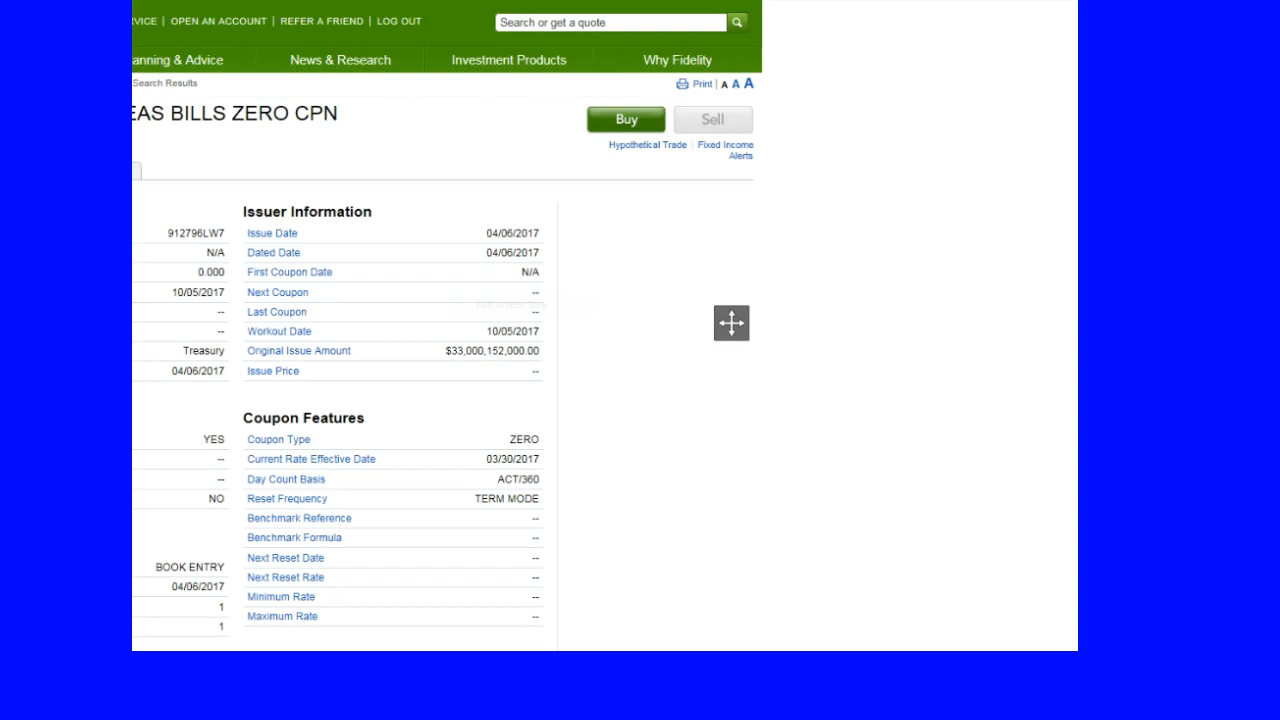 RVICE | OPEN AN ACCOUNT | REFER A FRIEND | LOG OUT
Search or get a quote
anning & Advice News & Research Investment Products Why Fidelity
Search Results
Print | A A A
EAS BILLS ZERO CPN
Buy Sell
Hypothetical Trade | Fixed Income
Alerts
Issuer Information
912796LW7 Issue Date 04/06/2017
N/A Dated Date 04/06/2017
0.000 First Coupon Date N/A
10/05/2017 Next Coupon --
-- Last Coupon --
-- Workout Date 10/05/2017
Treasury Original Issue Amount $33,000,152,000.00
04/06/2017 Issue Price --
Coupon Features
YES Coupon Type ZERO
-- Current Rate Effective Date 03/30/2017
-- Day Count Basis ACT/360
NO Reset Frequency TERM MODE
Benchmark Reference --
Benchmark Formula --
Next Reset Date --
BOOK ENTRY Next Reset Rate --
04/06/2017 Minimum Rate --
1 Maximum Rate --
1